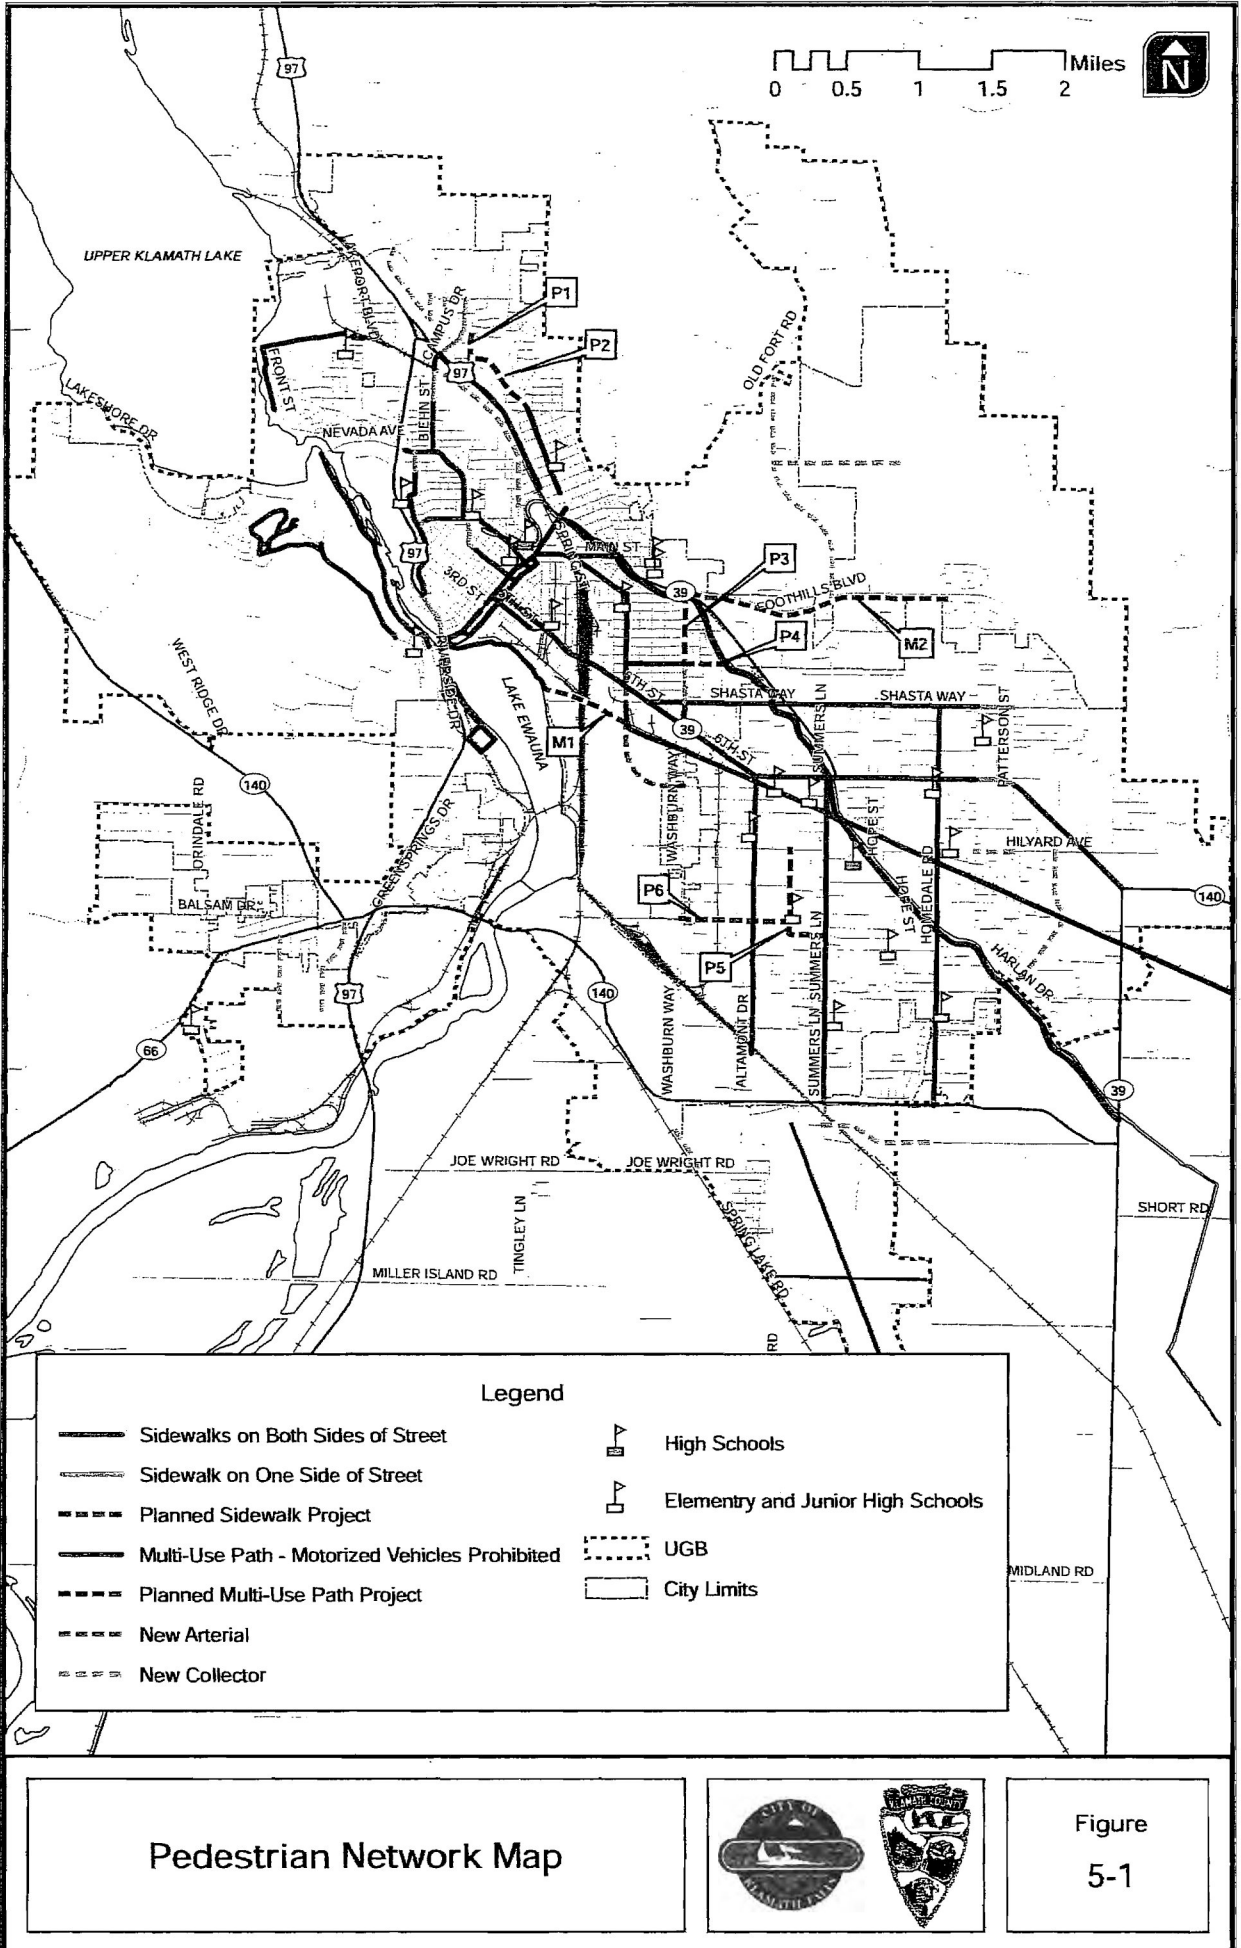 Miles
N
0 0.5 1 1.5 2
97
UPPER KLAMATH LAKE
LAKEPORT BLVD
CAMPUS DR
P1
P2
OLD FORT RD
97
FRONT ST
LAKESHORE DR
BIEHN ST
NEVADA AVE
97
MAIN ST
SPRING ST
3RD ST
5TH ST
39
P3
FOOTHILLS BLVD
P4
M2
WEST RIDGE DR
RIVERSIDE DR
LAKE EWAUNA
6TH ST
SHASTA WAY
SHASTA WAY
SUMMERS LN
PATTERSON ST
M1
39
6TH ST
140
ORINDALE RD
GREENSPRINGS DR
WASHBURN WAY
HOPE ST
HILYARD AVE
BALSAM DR
P6
HOPE ST
HOMEDALE RD
140
P5
HARLAN DR
97
140
66
WASHBURN WAY
ALTAMONT DR
SUMMERS LN
SUMMERS LN
39
JOE WRIGHT RD
JOE WRIGHT RD
TINGLEY LN
SPRING LAKE RD
SHORT RD
MILLER ISLAND RD
RD
Legend
Sidewalks on Both Sides of Street
Sidewalk on One Side of Street
Planned Sidewalk Project
Multi-Use Path - Motorized Vehicles Prohibited
Planned Multi-Use Path Project
New Arterial
New Collector
High Schools
Elementry and Junior High Schools
UGB
City Limits
MIDLAND RD
Pedestrian Network Map
CITY OF
KLAMATH FALLS
KLAMATH COUNTY
Figure
5-1